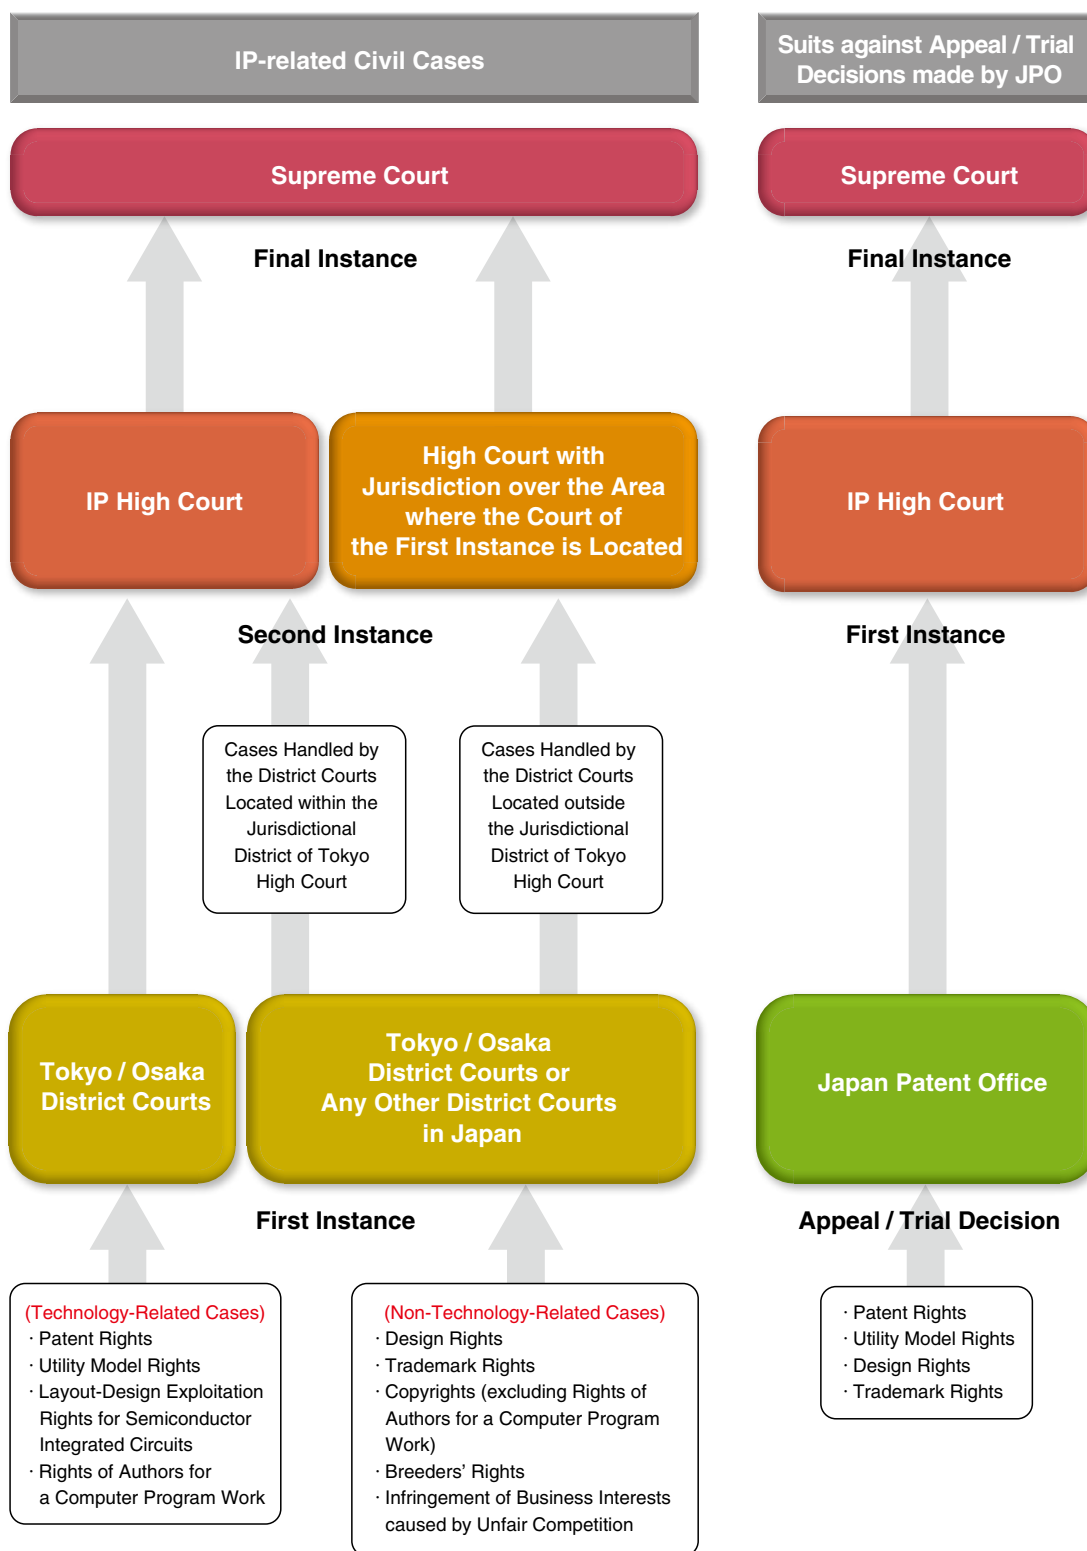 IP-related Civil Cases
Suits against Appeal / Trial
Decisions made by JPO
Supreme Court
Supreme Court
Final Instance
Final Instance
IP High Court
High Court with
Jurisdiction over the Area
where the Court of
the First Instance is Located
IP High Court
Second Instance
First Instance
Cases Handled by
the District Courts
Located within the
Jurisdictional
District of Tokyo
High Court
Cases Handled by
the District Courts
Located outside
the Jurisdictional
District of Tokyo
High Court
Tokyo / Osaka
District Courts
Tokyo / Osaka
District Courts or
Any Other District Courts
in Japan
Japan Patent Office
First Instance
Appeal / Trial Decision
(Technology-Related Cases)
· Patent Rights
· Utility Model Rights
· Layout-Design Exploitation
Rights for Semiconductor
Integrated Circuits
· Rights of Authors for
a Computer Program Work
(Non-Technology-Related Cases)
· Design Rights
· Trademark Rights
· Copyrights (excluding Rights of
Authors for a Computer Program
Work)
· Breeders’ Rights
· Infringement of Business Interests
caused by Unfair Competition
· Patent Rights
· Utility Model Rights
· Design Rights
· Trademark Rights